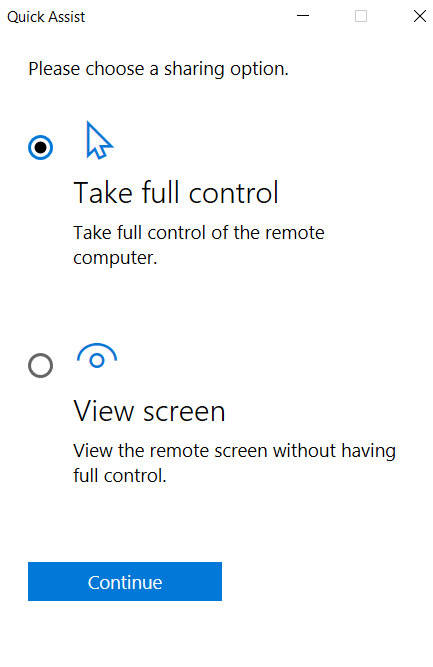 Quick Assist
Please choose a sharing option.
Take full control
Take full control of the remote
computer.
View screen
View the remote screen without having
full control.
Continue